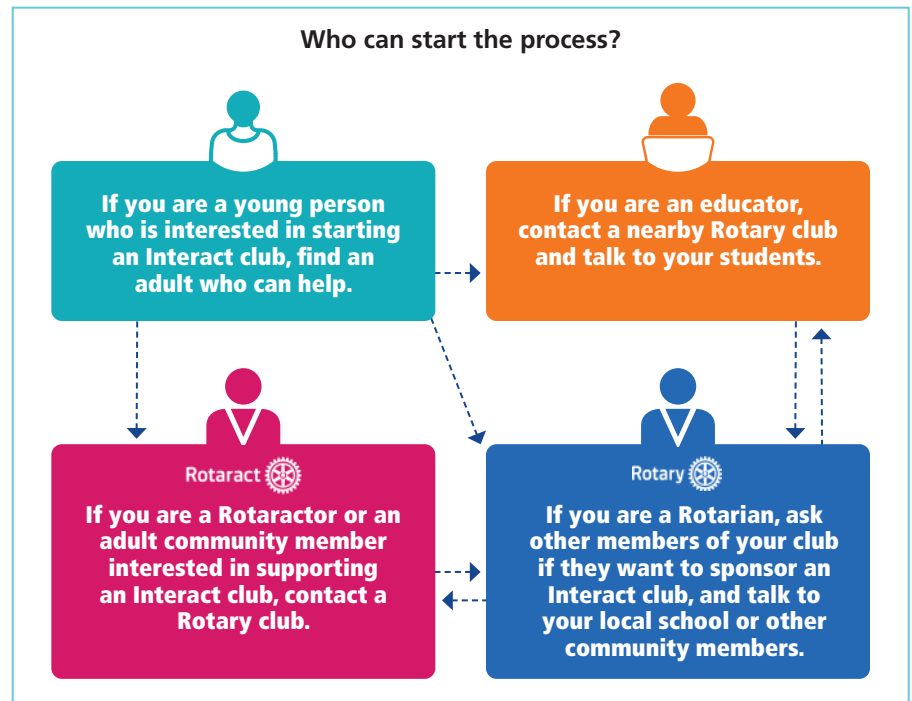 Who can start the process?
If you are a young person
who is interested in starting
an Interact club, find an
adult who can help.
If you are an educator,
contact a nearby Rotary club
and talk to your students.
Rotaract
If you are a Rotaractor or an
adult community member
interested in supporting
an Interact club, contact a
Rotary club.
Rotary
If you are a Rotarian, ask
other members of your club
if they want to sponsor an
Interact club, and talk to
your local school or other
community members.